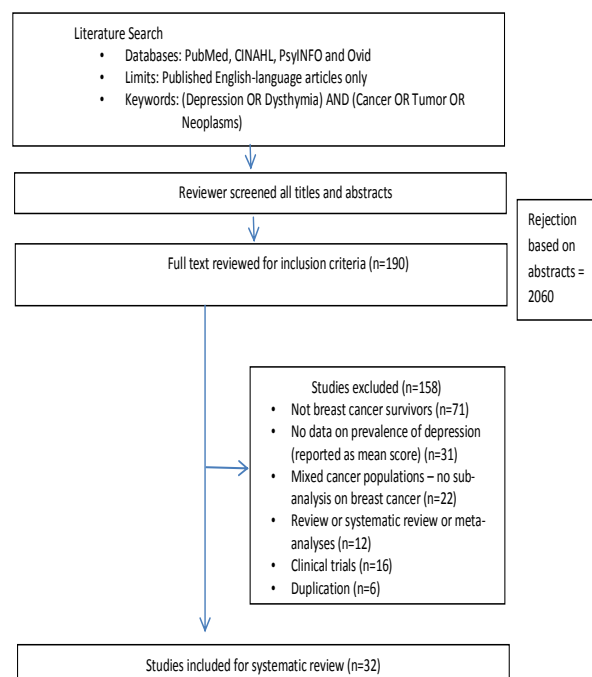 Literature Search
• Databases: PubMed, CINAHL, PsyINFO and Ovid
• Limits: Published English-language articles only
• Keywords: (Depression OR Dysthymia) AND (Cancer OR Tumor OR
Neoplasms)
Reviewer screened all titles and abstracts
Rejection
based on
abstracts =
2060
Full text reviewed for inclusion criteria (n=190)
Studies excluded (n=158)
• Not breast cancer survivors (n=71)
• No data on prevalence of depression
(reported as mean score) (n=31)
• Mixed cancer populations – no sub-
analysis on breast cancer (n=22)
• Review or systematic review or meta-
analyses (n=12)
• Clinical trials (n=16)
• Duplication (n=6)
Studies included for systematic review (n=32)